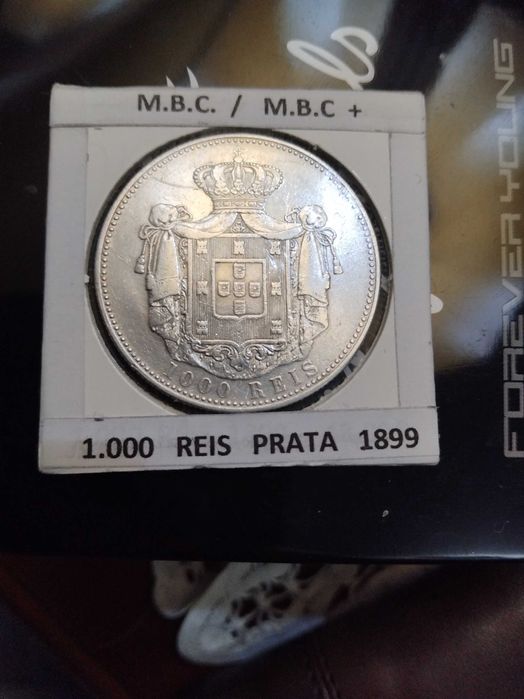 M.B.C. / M.B.C +
1000 REIS
1.000 REIS PRATA 1899
FOREVER YOUNG